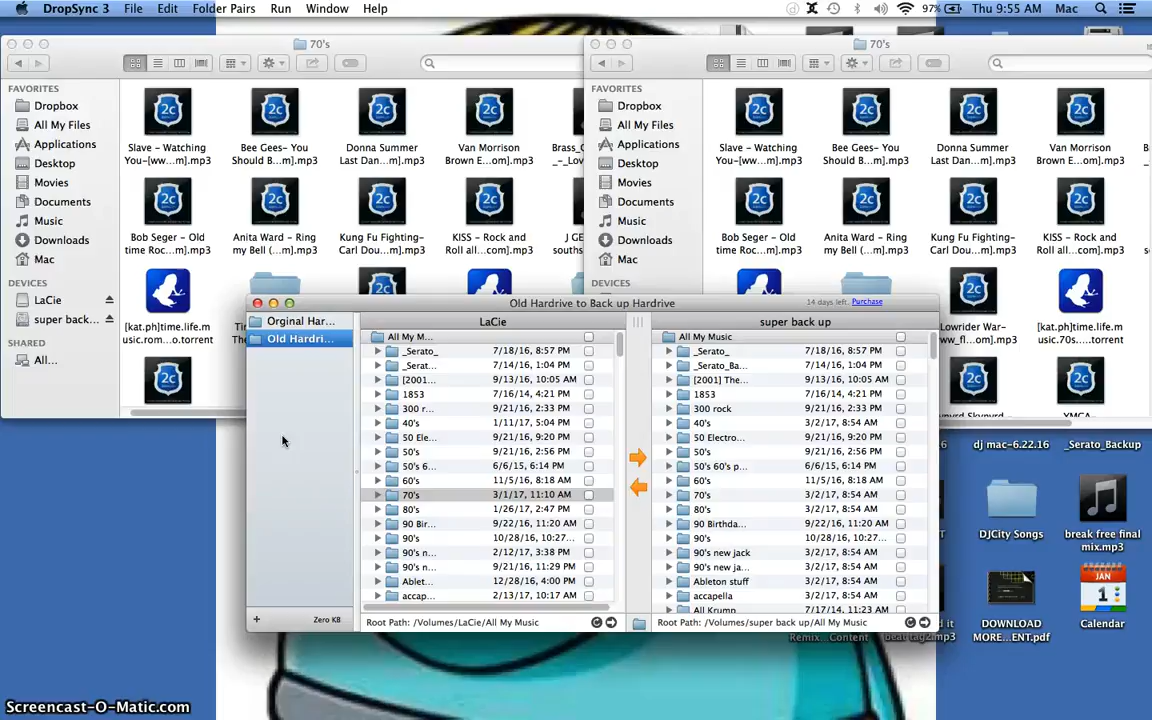 DropSync 3 File Edit Folder Pairs Run Window Help 97% Thu 9:55 AM Mac
70's
FAVORITES
Dropbox
All My Files
Applications
Desktop
Movies
Documents
Music
Downloads
Mac
DEVICES
LaCie
super back...
SHARED
All...
Slave - Watching
You-[ww...m].mp3
Bee Gees- You
Should B...m].mp3
Donna Summer
Last Dan...m].mp3
Van Morrison
Brown E...om].mp3
Brass_C
_-_Lov
Bob Seger - Old
time Roc...m].mp3
Anita Ward - Ring
my Bell (...m].mp3
Kung Fu Fighting-
Carl Dou...m].mp3
KISS - Rock and
Roll all...com].mp3
J GE
souths
[kat.ph]time.life.m
usic.rom...o.torrent
70's
FAVORITES
Dropbox
All My Files
Applications
Desktop
Movies
Documents
Music
Downloads
Mac
DEVICES
Slave - Watching
You-[ww...m].mp3
Bee Gees- You
Should B...m].mp3
Donna Summer
Last Dan...m].mp3
Van Morrison
Brown E...om].mp3
Bob Seger - Old
time Roc...m].mp3
Anita Ward - Ring
my Bell (...m].mp3
Kung Fu Fighting-
Carl Dou...m].mp3
KISS - Rock and
Roll all...com].mp3
Lowrider War-
ww_fl...om].mp3
[kat.ph]time.life.m
usic.70s....torrent
YMCA-
Old Hardrive to Back up Hardrive 14 days left. Purchase
Orginal Har...
Old Hardri...
LaCie
All My M...
_Serato_ 7/18/16, 8:57 PM
_Serat... 7/14/16, 1:04 PM
[2001... 9/13/16, 10:05 AM
1853 7/16/14, 4:21 PM
300 r... 9/21/16, 2:33 PM
40's 1/11/17, 5:04 PM
50 Ele... 9/21/16, 9:20 PM
50's 9/21/16, 2:56 PM
50's 6... 6/6/15, 6:14 PM
60's 11/5/16, 8:18 AM
70's 3/1/17, 11:10 AM
80's 1/26/17, 2:47 PM
90 Bir... 9/22/16, 11:20 AM
90's 10/28/16, 10:27...
90's n... 2/12/17, 3:38 PM
90's n... 9/21/16, 11:29 PM
Ablet... 12/28/16, 4:00 PM
accap... 2/13/17, 10:17 AM
Root Path: /Volumes/LaCie/All My Music
super back up
All My Music
_Serato_ 7/18/16, 8:57 PM
_Serato_Ba... 7/14/16, 1:04 PM
[2001] The... 9/13/16, 10:05 AM
1853 7/16/14, 4:21 PM
300 rock 9/21/16, 2:33 PM
40's 3/2/17, 8:54 AM
50 Electro... 9/21/16, 9:20 PM
50's 9/21/16, 2:56 PM
50's 60's p... 6/6/15, 6:14 PM
60's 11/5/16, 8:18 AM
70's 3/2/17, 8:54 AM
80's 3/2/17, 8:54 AM
90 Birthda... 9/22/16, 11:20 AM
90's 10/28/16, 10:27...
90's new jack 3/2/17, 8:54 AM
90's new ja... 3/2/17, 8:54 AM
Ableton stuff 3/2/17, 8:54 AM
accapella 3/2/17, 8:54 AM
All Krump 7/17/14, 11:23 AM
Root Path: /Volumes/super back up/All My Music
+ Zero KB
dj mac-6.22.16
_Serato_Backup
DJCity Songs
break free final
mix.mp3
DOWNLOAD
MORE...ENT.pdf
JAN
1
Calendar
Remix...Content
beat tag2.mp3
Screencast-O-Matic.com